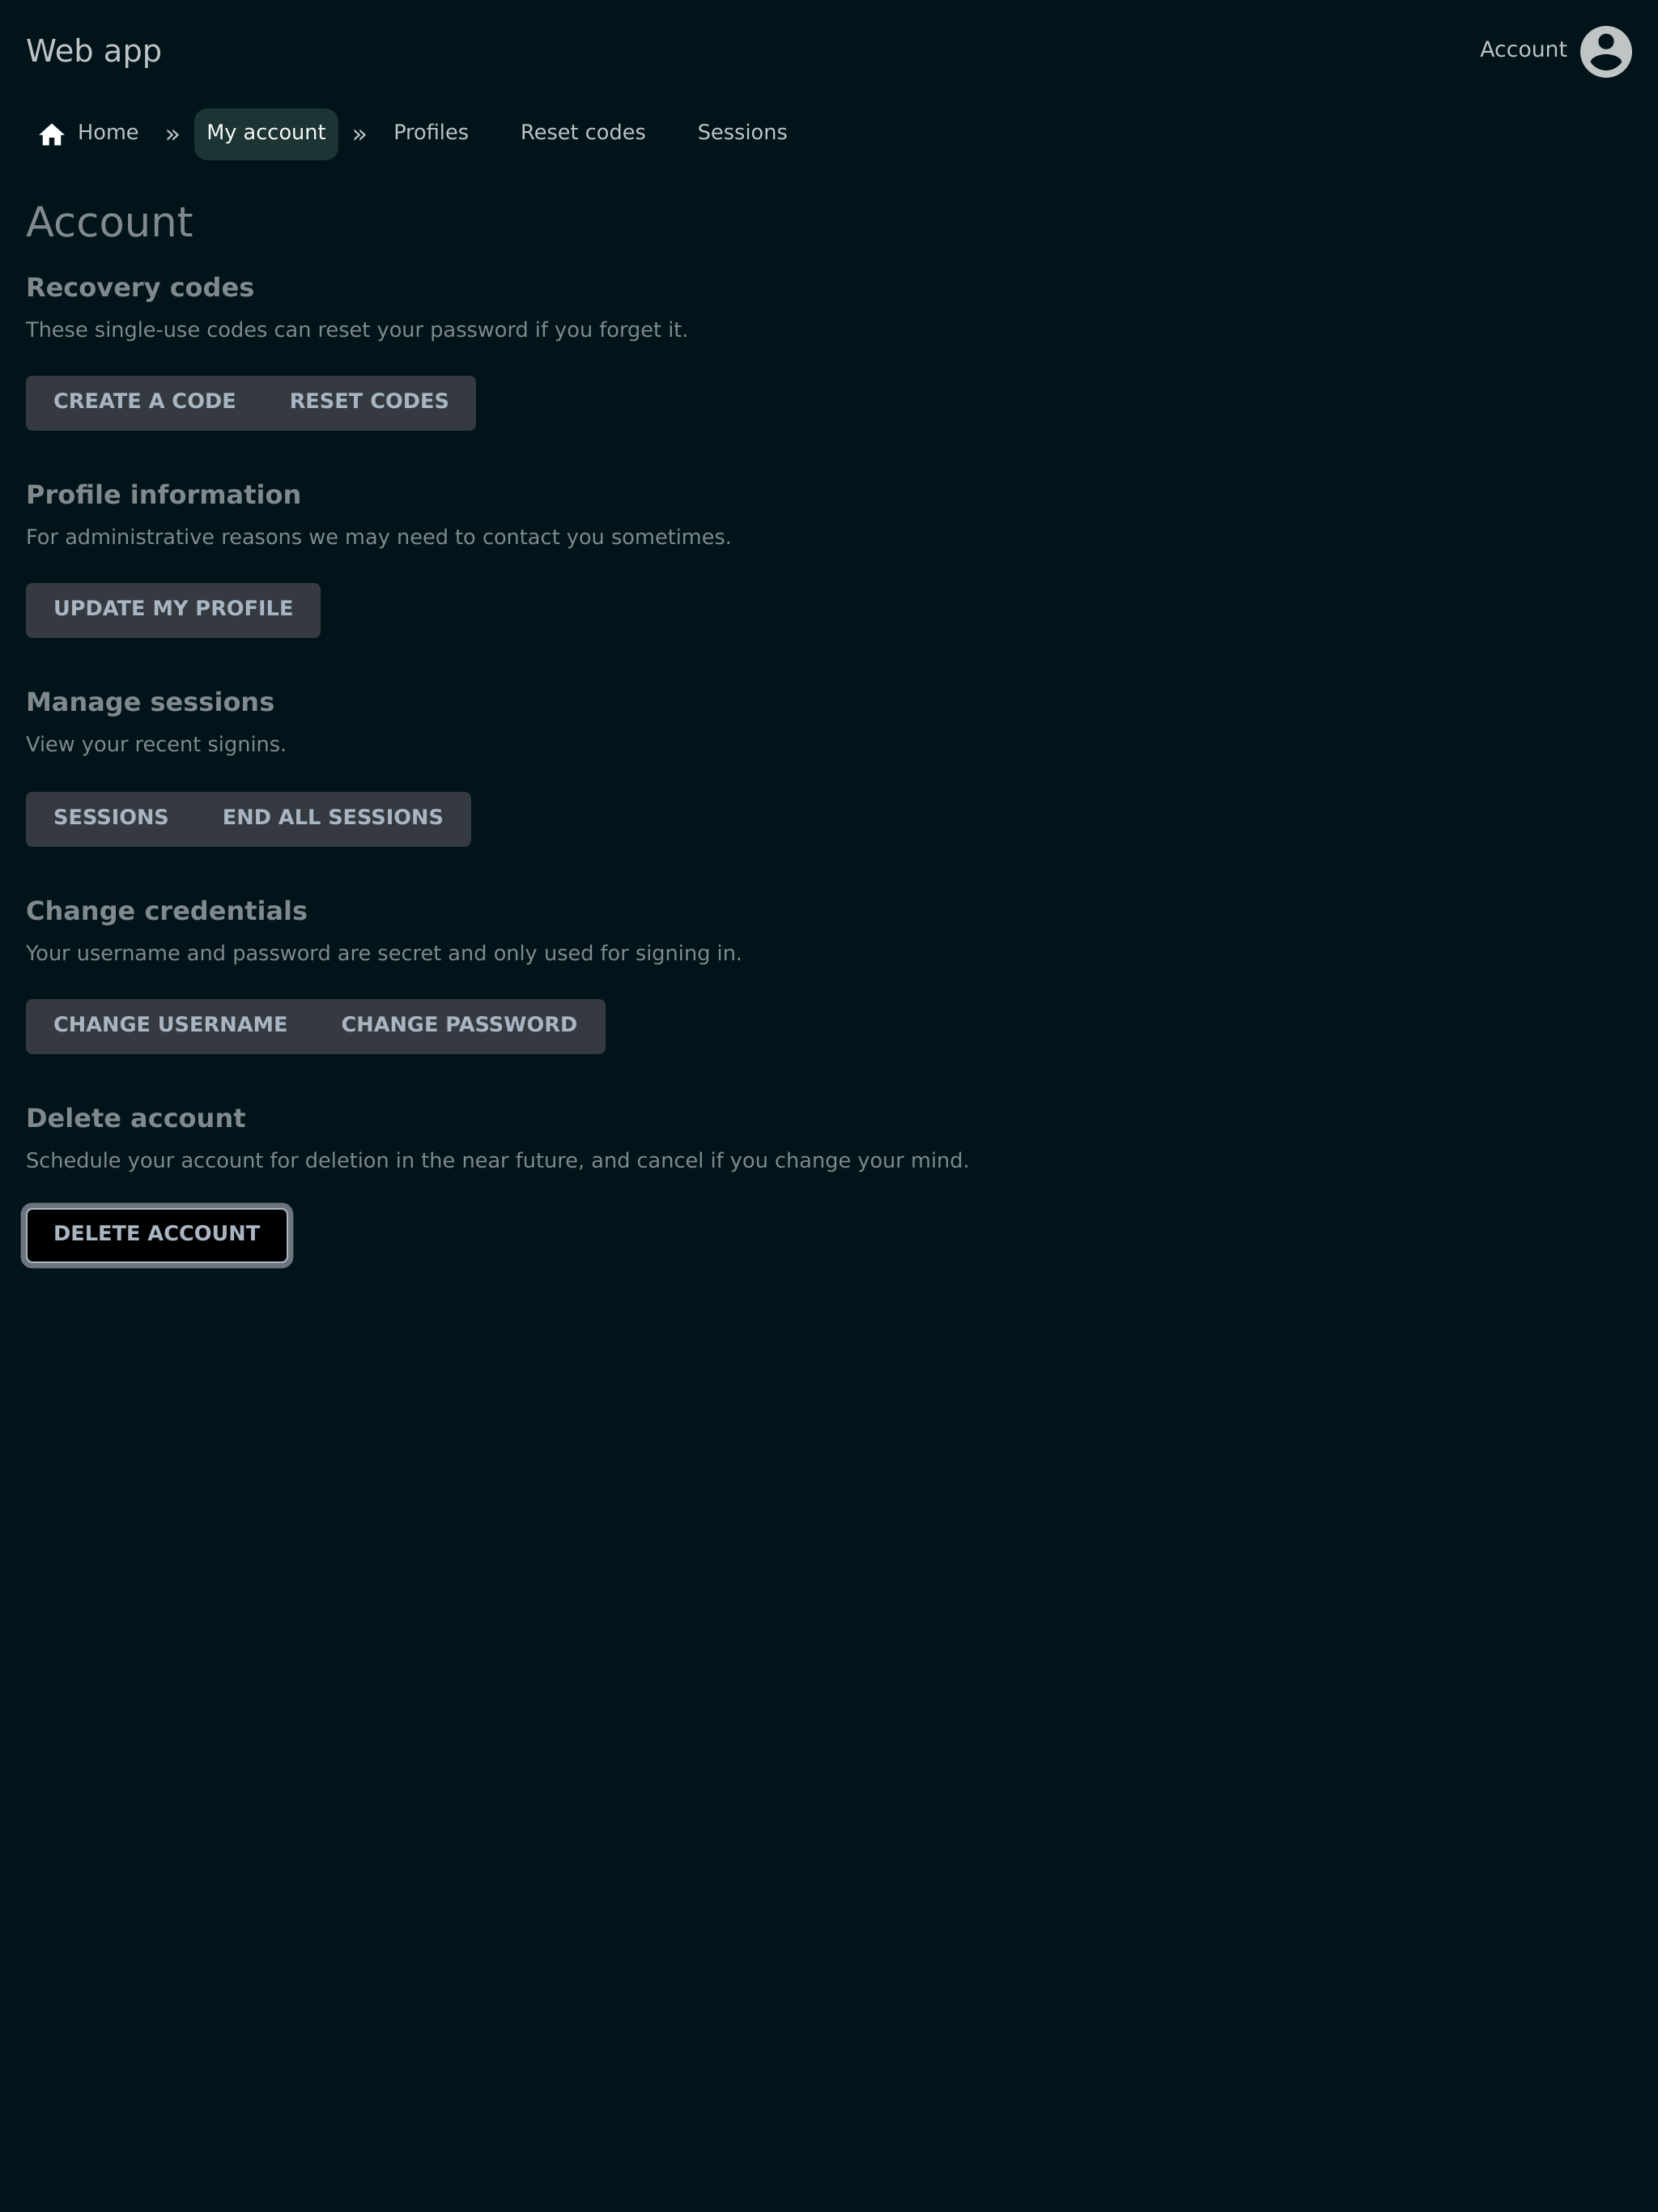 Web app
Account
Home » My account » Profiles Reset codes Sessions
Account
Recovery codes
These single-use codes can reset your password if you forget it.
CREATE A CODE RESET CODES
Profile information
For administrative reasons we may need to contact you sometimes.
UPDATE MY PROFILE
Manage sessions
View your recent signins.
SESSIONS END ALL SESSIONS
Change credentials
Your username and password are secret and only used for signing in.
CHANGE USERNAME CHANGE PASSWORD
Delete account
Schedule your account for deletion in the near future, and cancel if you change your mind.
DELETE ACCOUNT